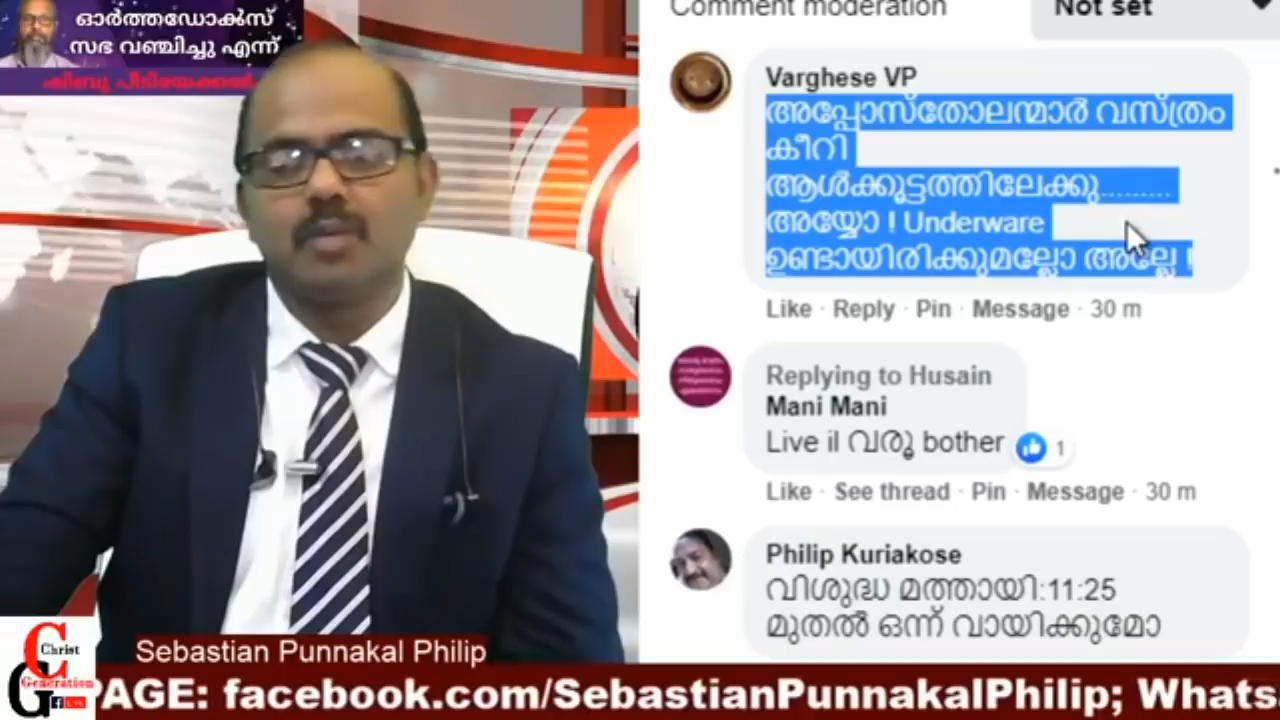 ഓർത്തഡോക്സ്
സഭ വഞ്ചിച്ചു എന്ന്
ഷിബു പീടിയേക്കൽ
Comment moderation
Not set
Varghese VP
അപ്പോസ്തോലന്മാർ വസ്ത്രം
കീറി
ആൾക്കൂട്ടത്തിലേക്കു.........
അയ്യോ ! Underware
ഉണ്ടായിരിക്കുമല്ലോ അല്ലേ !
Like · Reply · Pin · Message · 30 m
Replying to Husain
Mani Mani
Live il വരൂ bother
1
Like · See thread · Pin · Message · 30 m
Philip Kuriakose
വിശുദ്ധ മത്തായി:11:25
മുതൽ ഒന്ന് വായിക്കുമോ
Sebastian Punnakal Philip
C Christ
G Generation
PAGE: facebook.com/SebastianPunnakalPhilip; Whats